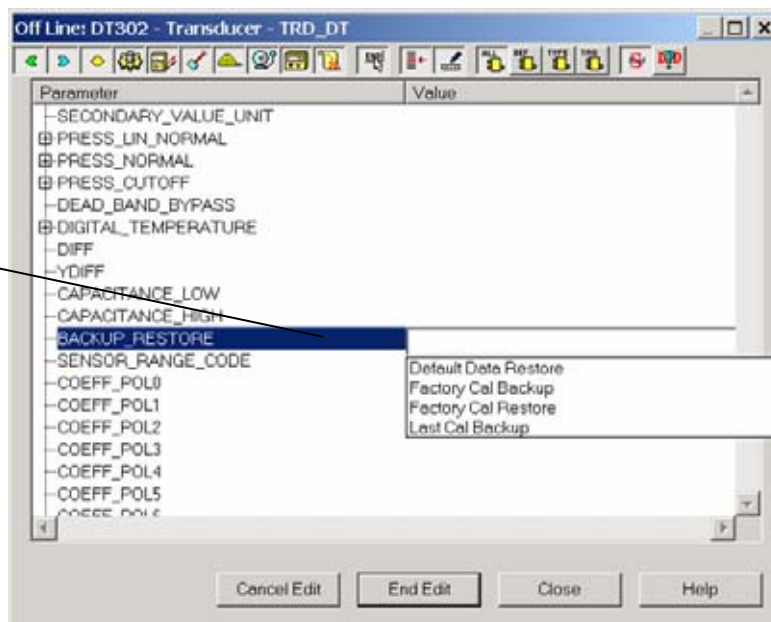 Off Line: DT302 - Transducer - TRD_DT
Parameter Value
SECONDARY_VALUE_UNIT
PRESS_LIN_NORMAL
PRESS_NORMAL
PRESS_CUTOFF
DEAD_BAND_BYPASS
DIGITAL_TEMPERATURE
DIFF
YDIFF
CAPACITANCE_LOW
CAPACITANCE_HIGH
BACKUP_RESTORE
SENSOR_RANGE_CODE
COEFF_POL0
COEFF_POL1
COEFF_POL2
COEFF_POL3
COEFF_POL4
COEFF_POL5
Default Data Restore
Factory Cal Backup
Factory Cal Restore
Last Cal Backup
Cancel Edit End Edit Close Help